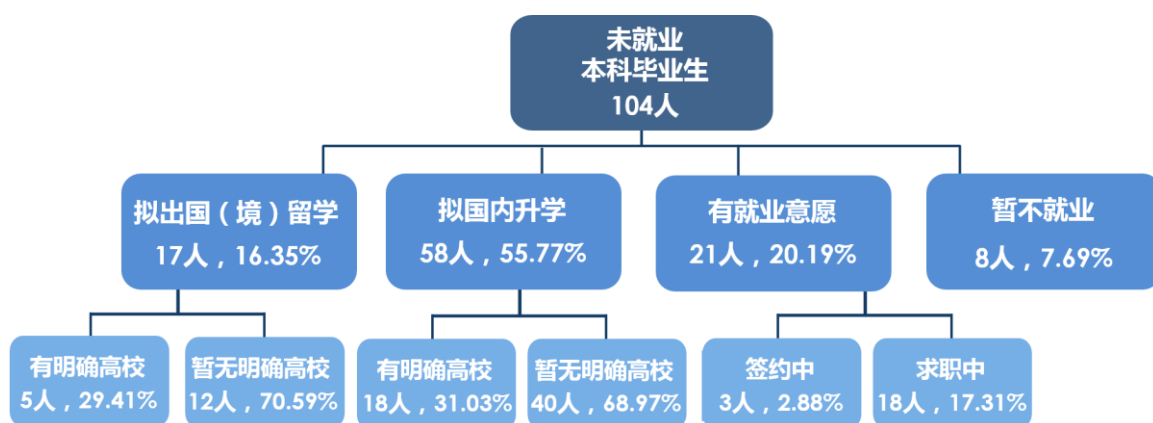 未就业
本科毕业生
104人
拟出国（境）留学
17人，16.35%
拟国内升学
58人，55.77%
有就业意愿
21人，20.19%
暂不就业
8人，7.69%
有明确高校
5人，29.41%
暂无明确高校
12人，70.59%
有明确高校
18人，31.03%
暂无明确高校
40人，68.97%
签约中
3人，2.88%
求职中
18人，17.31%